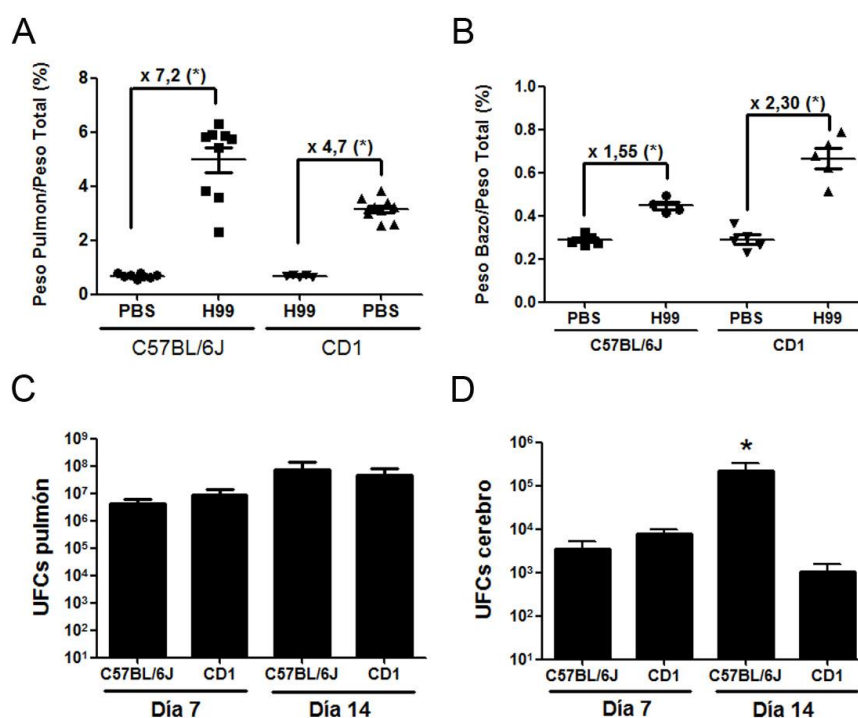 A
Peso Pulmon/Peso Total (%)
8
6
4
2
0
x 7,2 (*)
x 4,7 (*)
PBS H99 H99 PBS
C57BL/6J CD1
B
Peso Bazo/Peso Total (%)
1.0
0.8
0.6
0.4
0.2
0.0
x 1,55 (*)
x 2,30 (*)
PBS H99 PBS H99
C57BL/6J CD1
C
UFCs pulmón
10⁹
10⁸
10⁷
10⁶
10⁵
10⁴
10³
10²
10¹
C57BL/6J CD1 C57BL/6J CD1
Día 7 Día 14
D
UFCs cerebro
10⁶
10⁵
10⁴
10³
10²
10¹
*
C57BL/6J CD1 C57BL/6J CD1
Día 7 Día 14